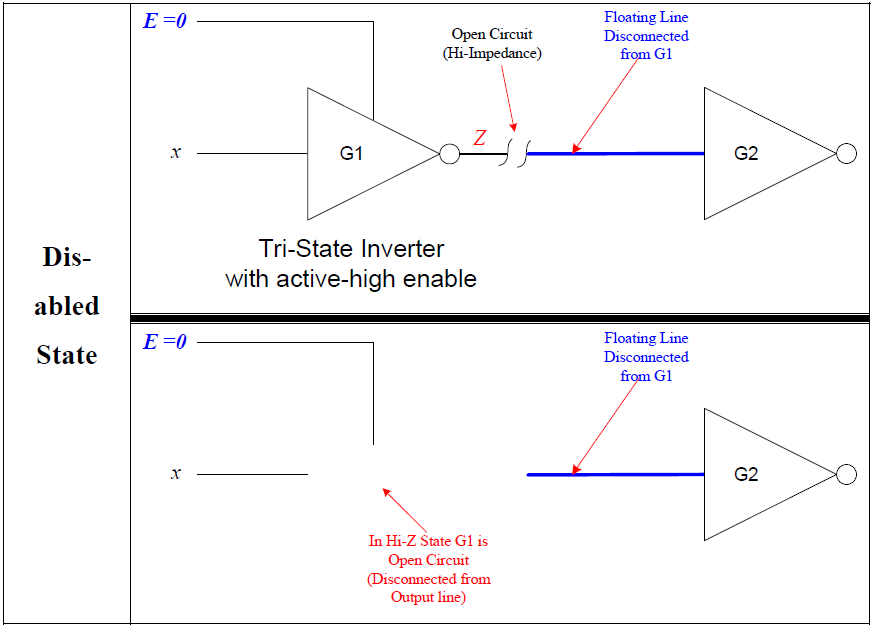 Dis-
abled
State
E =0
Open Circuit
(Hi-Impedance)
Floating Line
Disconnected
from G1
x
G1
Z
G2
Tri-State Inverter
with active-high enable
E =0
Floating Line
Disconnected
from G1
x
G2
In Hi-Z State G1 is
Open Circuit
(Disconnected from
Output line)